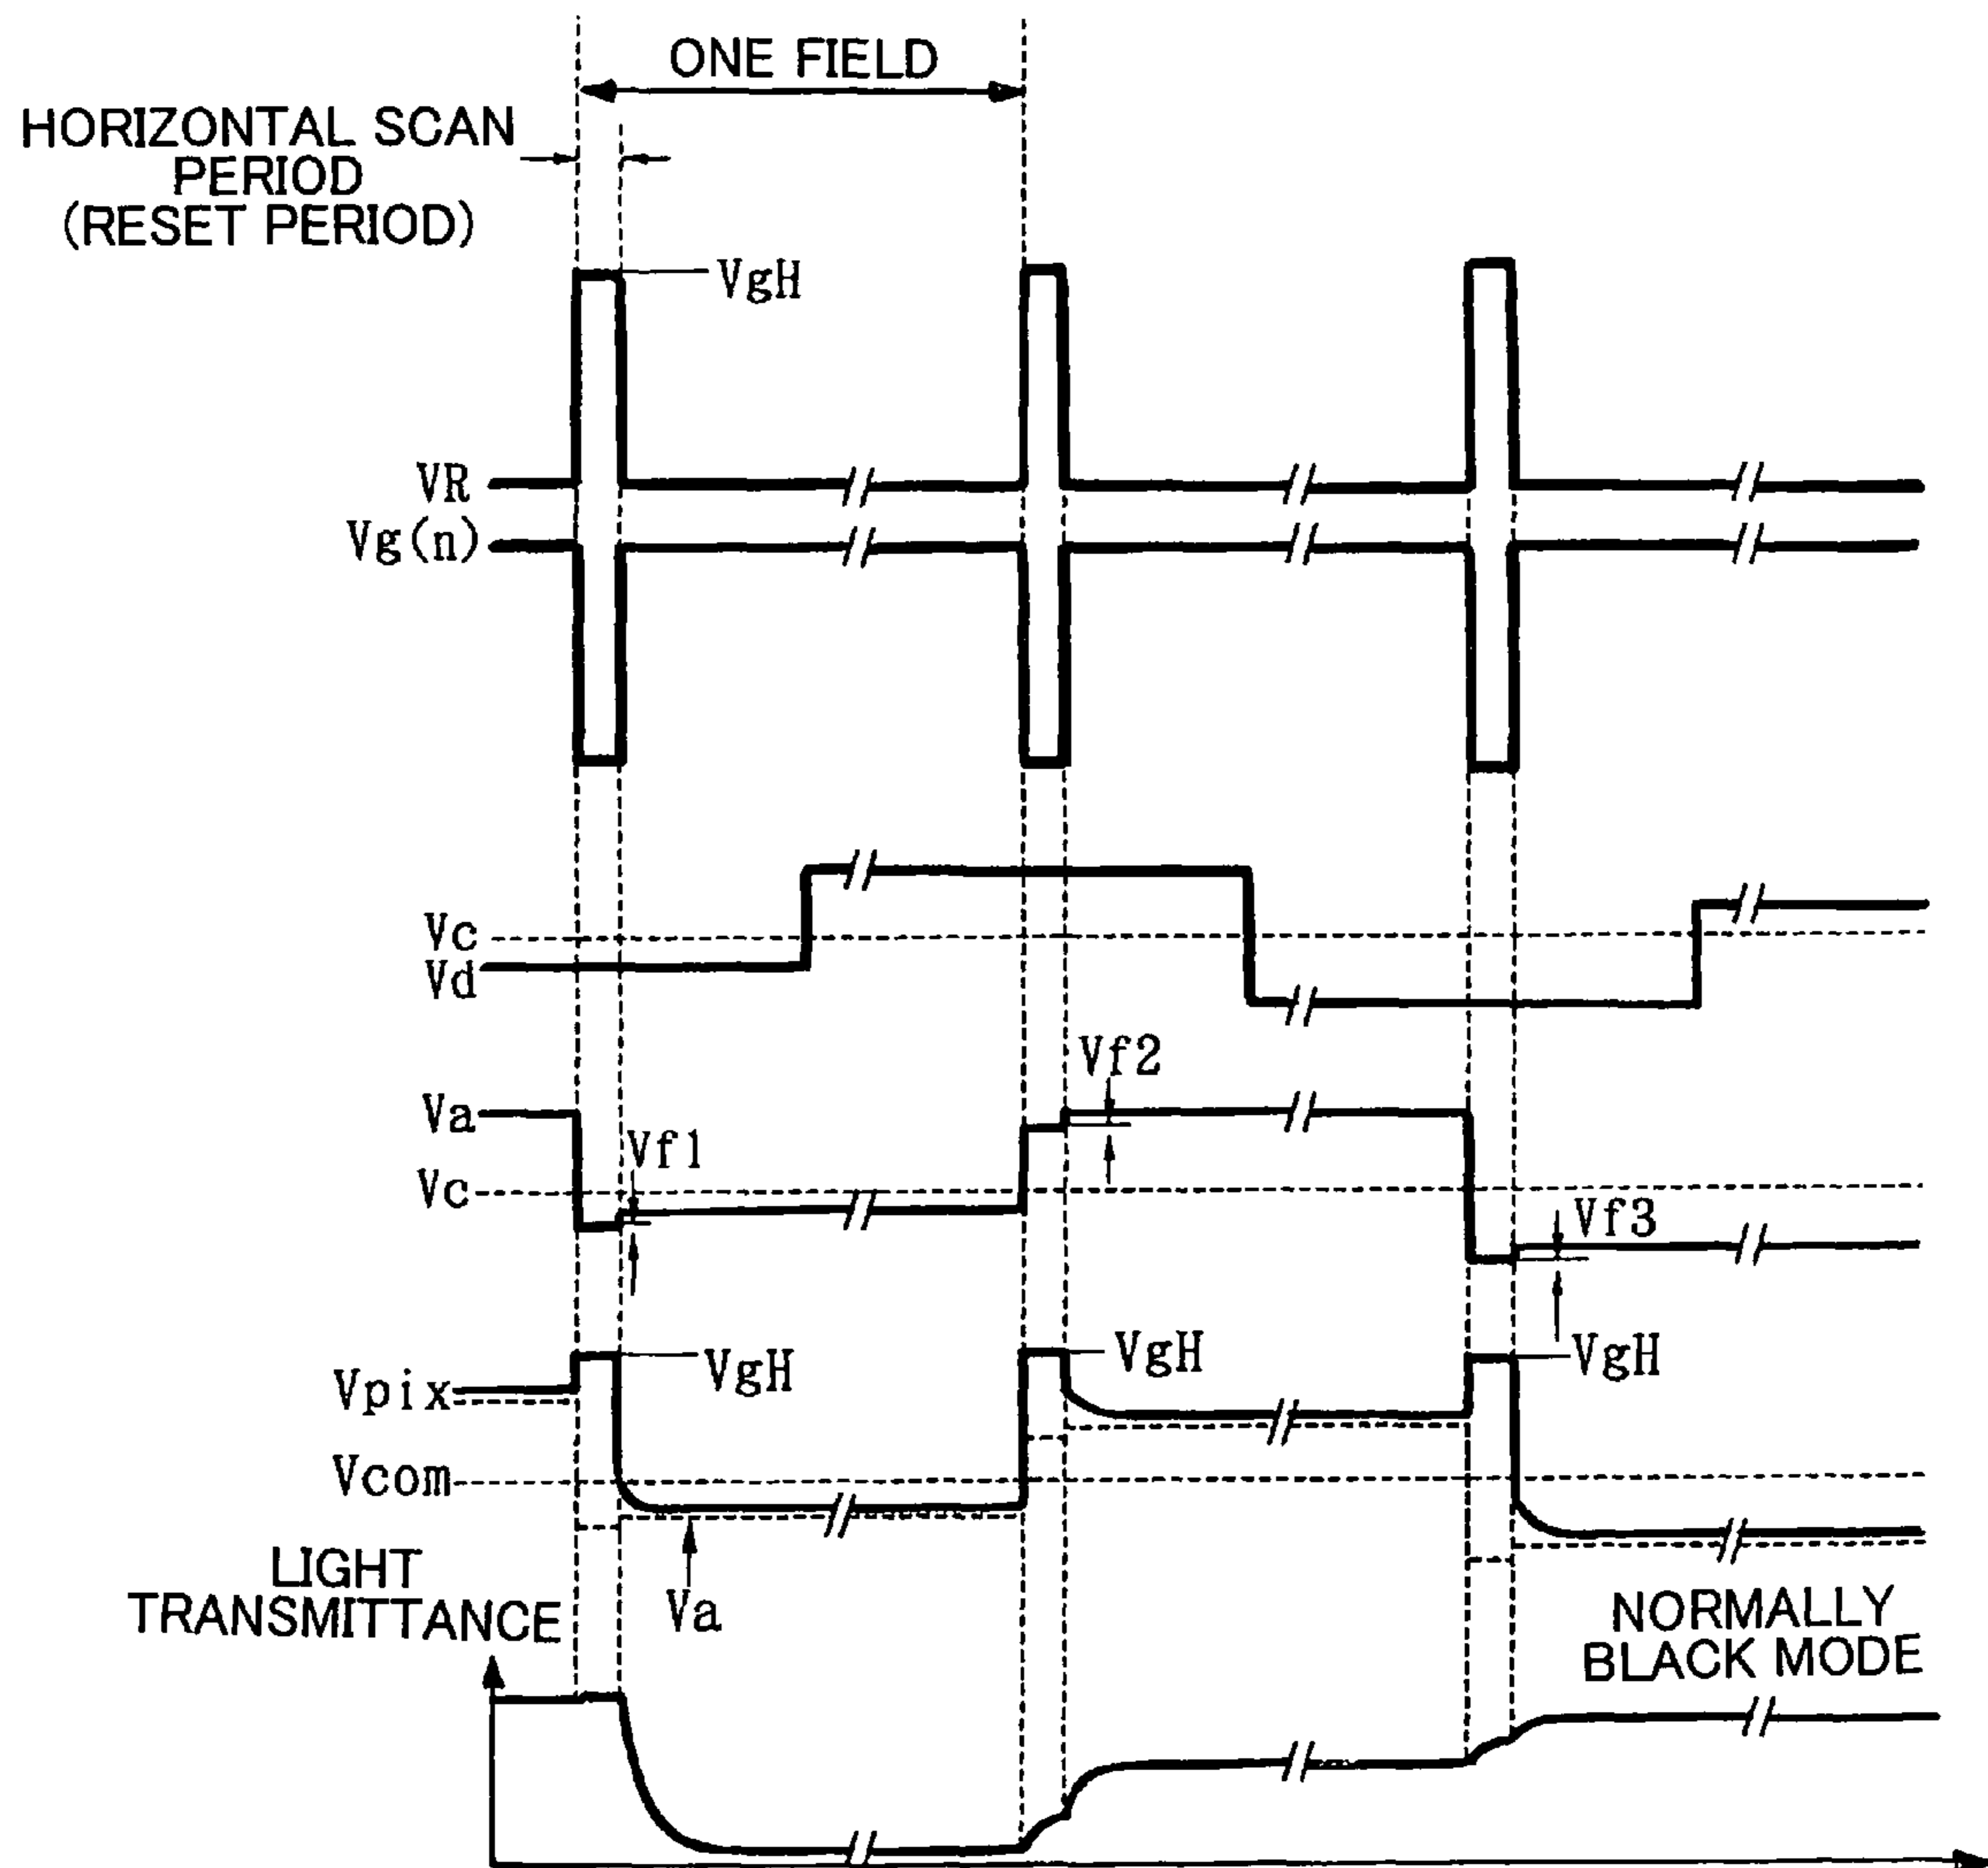 ONE FIELD
HORIZONTAL SCAN
PERIOD
(RESET PERIOD)
VgH
VR
Vg(n)
Vc
Vd
Vf2
Va
Vf1
Vc
Vf3
VgH
VgH
VgH
Vpix
Vcom
LIGHT
TRANSMITTANCE
Va
NORMALLY
BLACK MODE